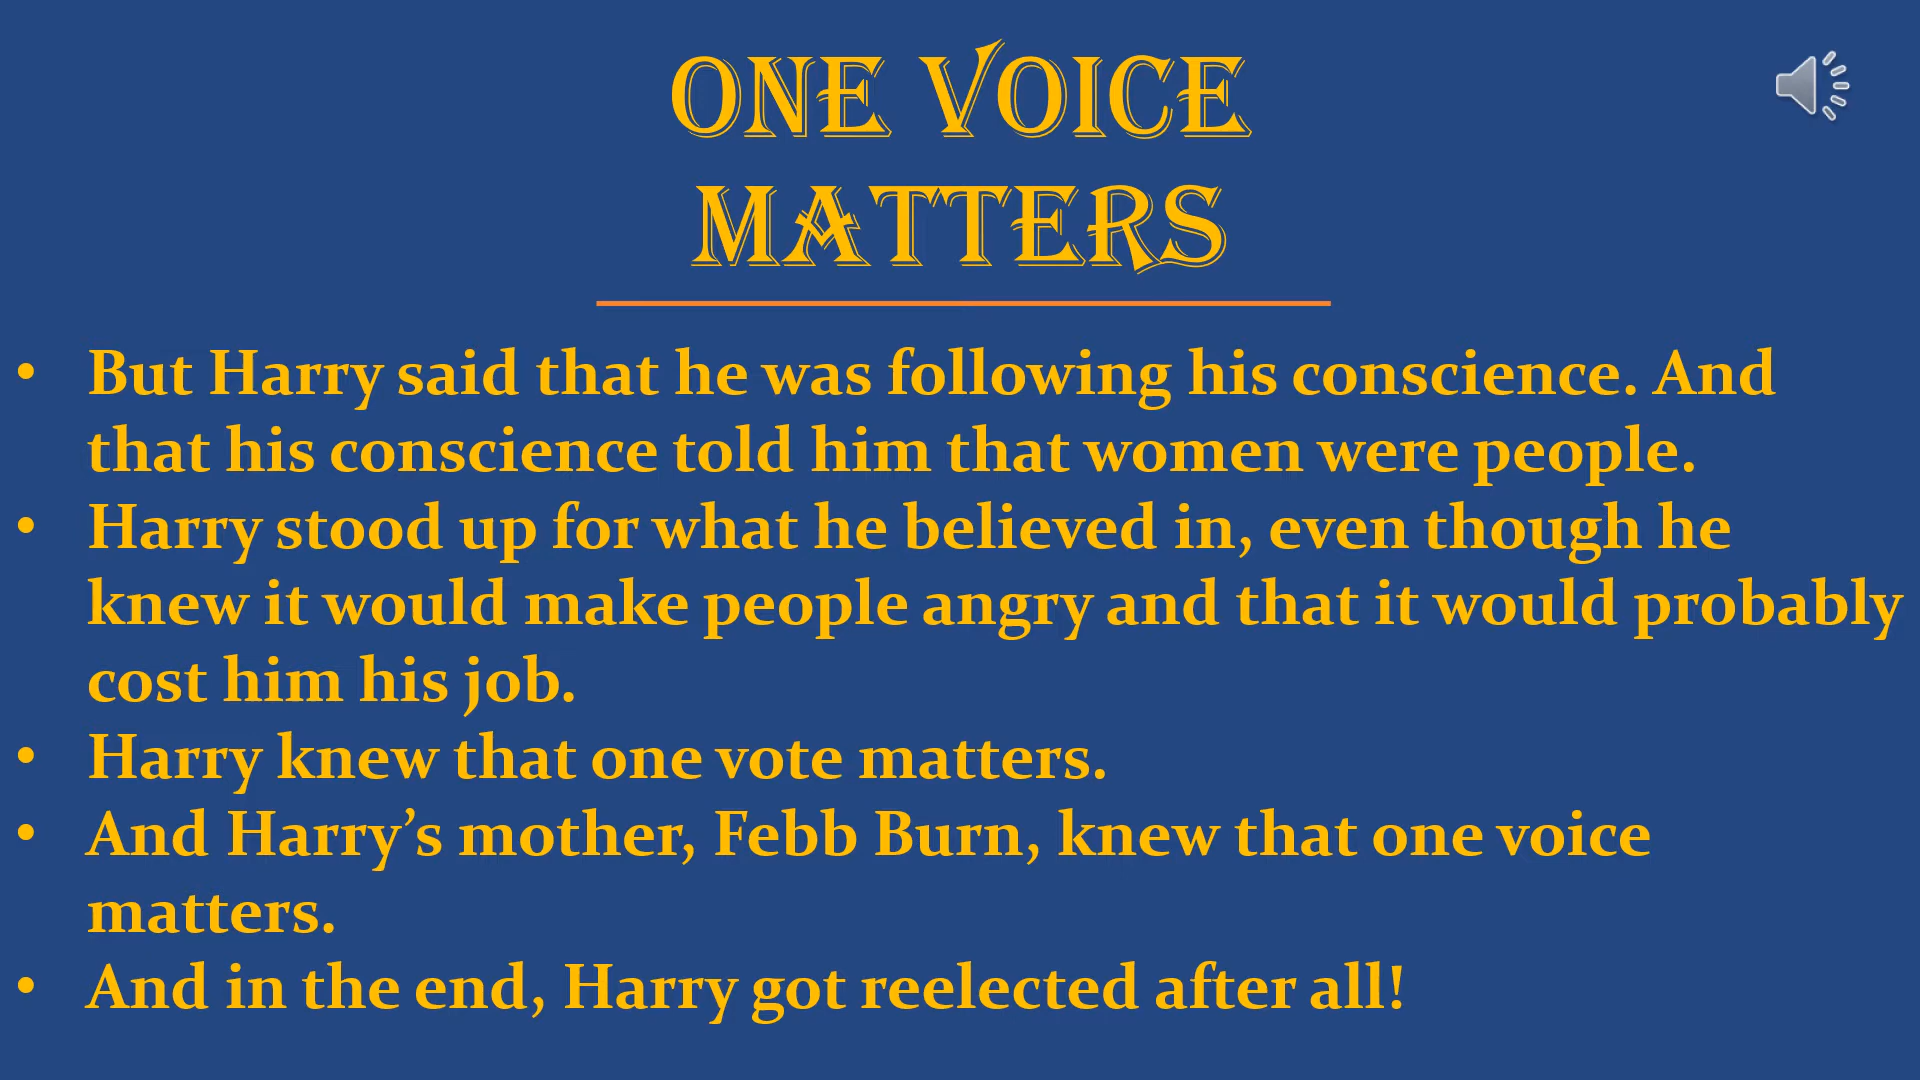 ONE VOICE
MATTERS
• But Harry said that he was following his conscience. And
that his conscience told him that women were people.
• Harry stood up for what he believed in, even though he
knew it would make people angry and that it would probably
cost him his job.
• Harry knew that one vote matters.
• And Harry’s mother, Febb Burn, knew that one voice
matters.
• And in the end, Harry got reelected after all!